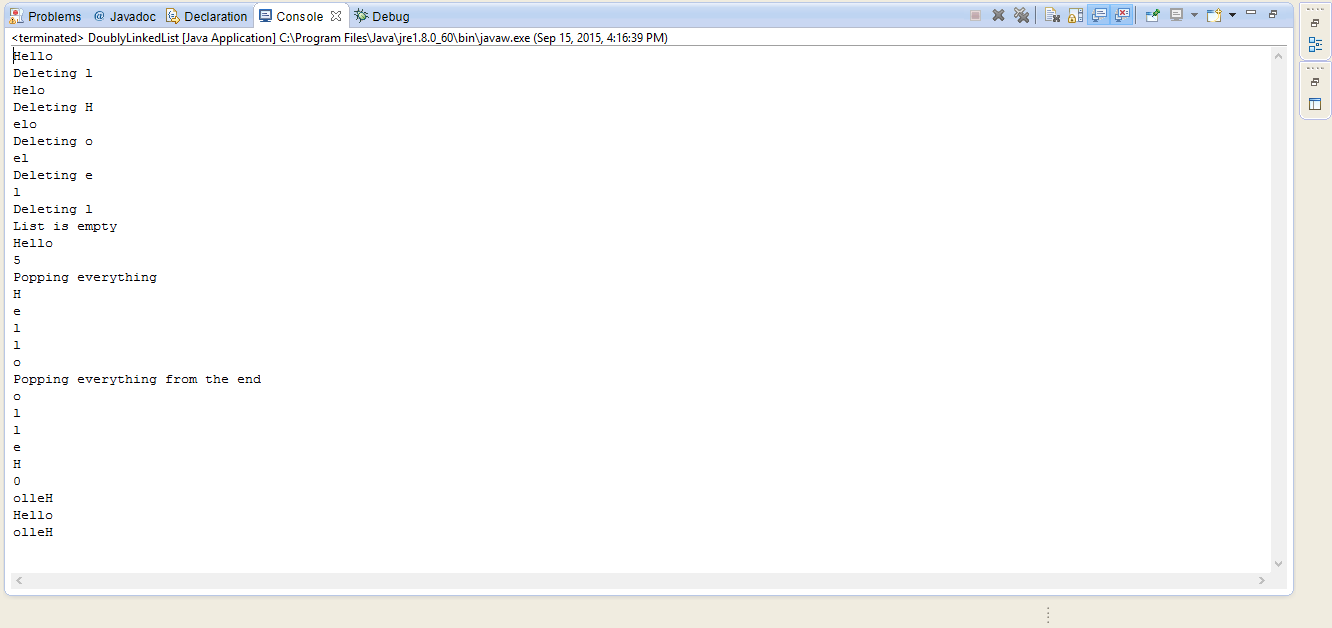 Problems @ Javadoc Declaration Console Debug
<terminated> DoublyLinkedList [Java Application] C:\Program Files\Java\jre1.8.0_60\bin\javaw.exe (Sep 15, 2015, 4:16:39 PM)
Hello
Deleting l
Helo
Deleting H
elo
Deleting o
el
Deleting e
l
Deleting l
List is empty
Hello
5
Popping everything
H
e
l
l
o
Popping everything from the end
o
l
l
e
H
0
olleH
Hello
olleH